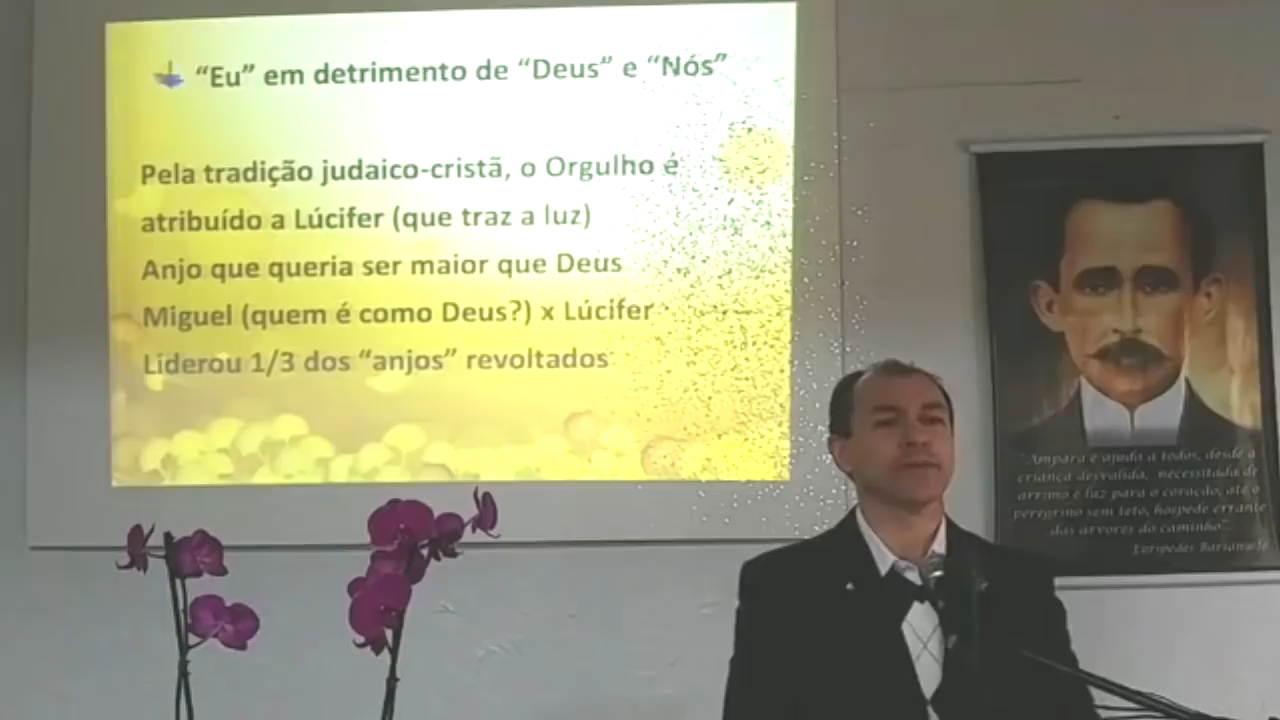 “Eu” em detrimento de “Deus” e “Nós”
Pela tradição judaico-cristã, o Orgulho é
atribuído a Lúcifer (que traz a luz)
Anjo que queria ser maior que Deus
Miguel (quem é como Deus?) x Lúcifer
Liderou 1/3 dos “anjos” revoltados
“Ampara e ajuda a todos, desde a
criança desvalida, necessitada de
arrimo e luz para o coração, até o
peregrino sem teto, hóspede errante
das árvores do caminho”
Eurípedes Barsanulfo